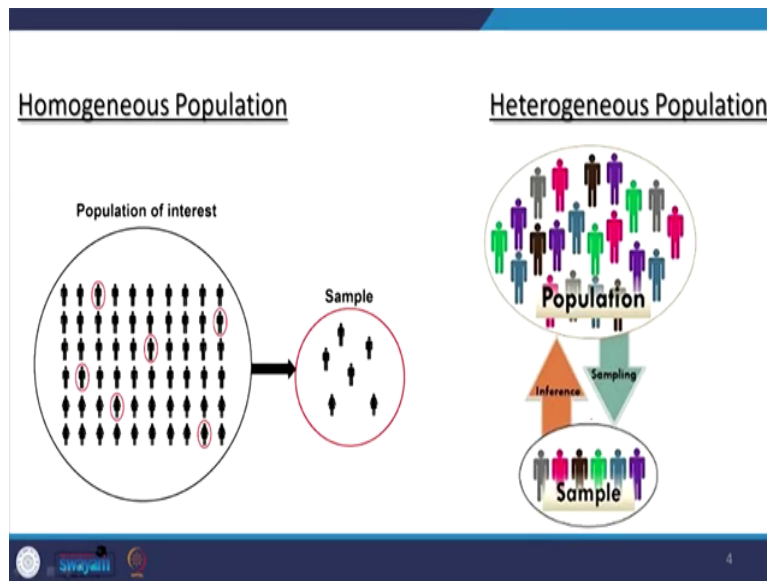 Homogeneous Population
Heterogeneous Population
Population of interest
Sample
Population
Inference
Sampling
Sample
swayam
4